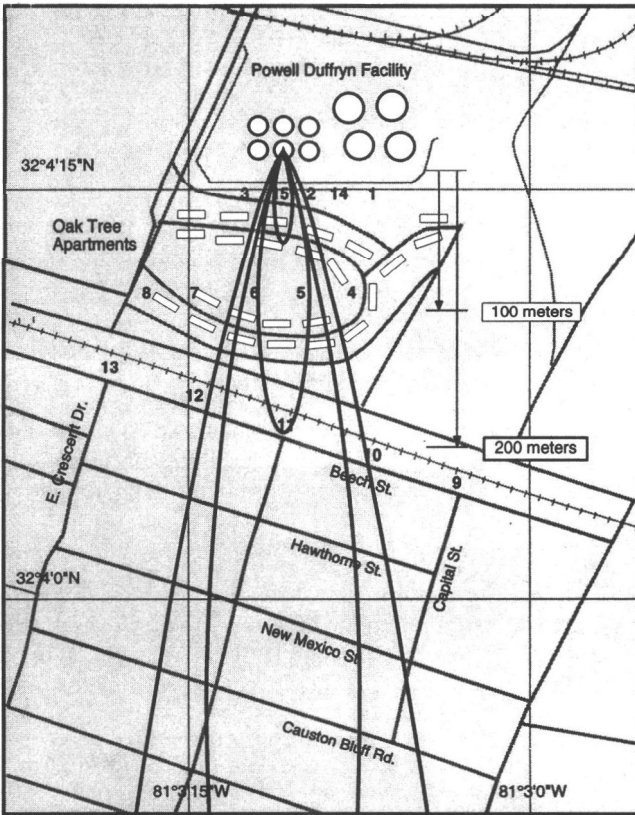 Powell Duffryn Facility
32°4'15"N
3 15 2 14 1
Oak Tree
Apartments
8 7 6 5 4
100 meters
13
12
11
10
9
200 meters
E. Crescent Dr.
Beech St.
Hawthorne St.
Capital St.
32°4'0"N
New Mexico St.
Causton Bluff Rd.
81°3'15"W
81°3'0"W